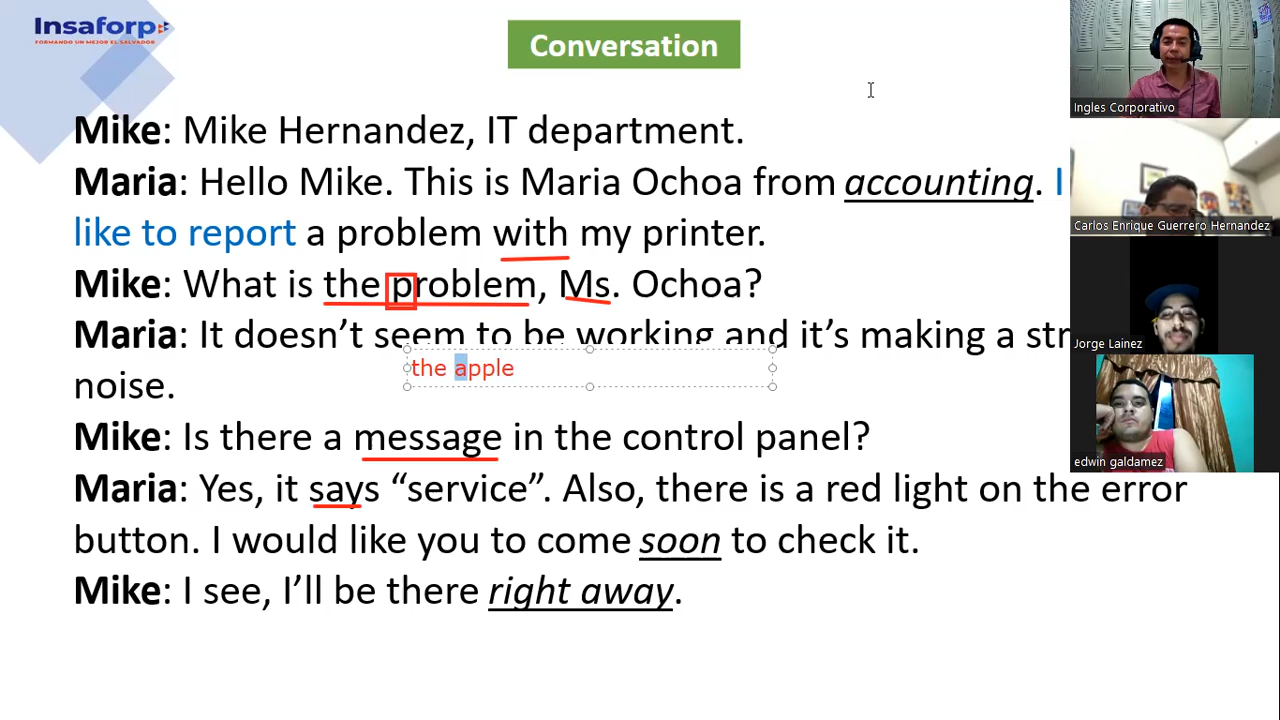 Insaforp
FORMANDO UN MEJOR EL SALVADOR
Conversation
Mike: Mike Hernandez, IT department.
Maria: Hello Mike. This is Maria Ochoa from accounting. I
like to report a problem with my printer.
Mike: What is the problem, Ms. Ochoa?
Maria: It doesn't seem to be working and it's making a str
noise.
the apple
Mike: Is there a message in the control panel?
Maria: Yes, it says “service”. Also, there is a red light on the error
button. I would like you to come soon to check it.
Mike: I see, I'll be there right away.
Ingles Corporativo
Carlos Enrique Guerrero Hernandez
Jorge Lainez
edwin galdamez